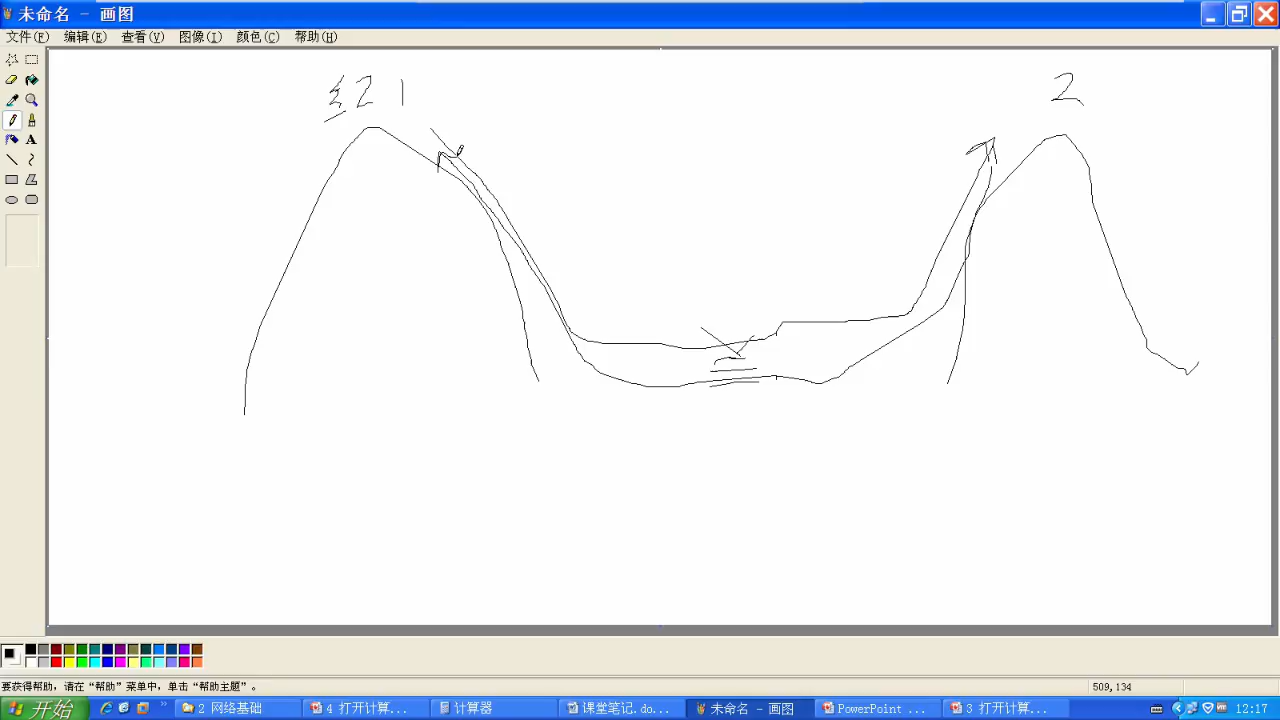 未命名 - 画图
文件(F) 编辑(E) 查看(V) 图像(I) 颜色(C) 帮助(H)
2 1
2
要获得帮助，请在“帮助”菜单中，单击“帮助主题”。
509,134
开始
2 网络基础
4 打开计算...
计算器
课堂笔记.do...
未命名 - 画图
PowerPoint ...
3 打开计算...
12:17